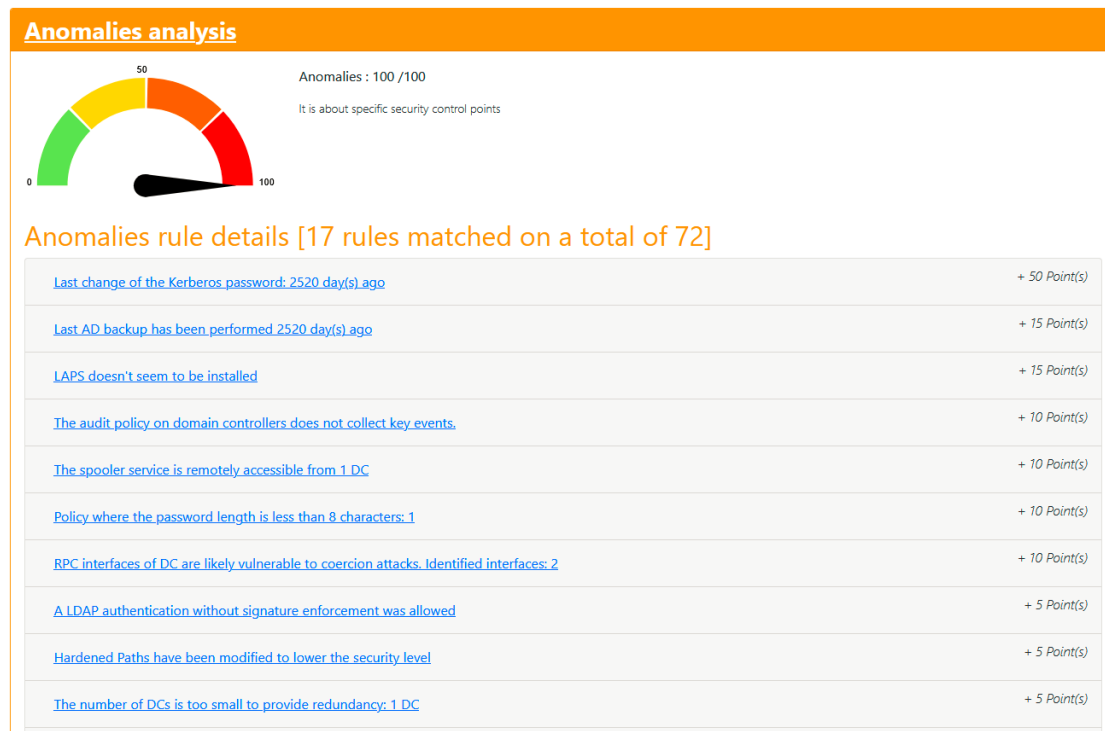 Anomalies analysis
50
0
100
Anomalies : 100 /100
It is about specific security control points
Anomalies rule details [17 rules matched on a total of 72]
Last change of the Kerberos password: 2520 day(s) ago + 50 Point(s)
Last AD backup has been performed 2520 day(s) ago + 15 Point(s)
LAPS doesn't seem to be installed + 15 Point(s)
The audit policy on domain controllers does not collect key events. + 10 Point(s)
The spooler service is remotely accessible from 1 DC + 10 Point(s)
Policy where the password length is less than 8 characters: 1 + 10 Point(s)
RPC interfaces of DC are likely vulnerable to coercion attacks. Identified interfaces: 2 + 10 Point(s)
A LDAP authentication without signature enforcement was allowed + 5 Point(s)
Hardened Paths have been modified to lower the security level + 5 Point(s)
The number of DCs is too small to provide redundancy: 1 DC + 5 Point(s)